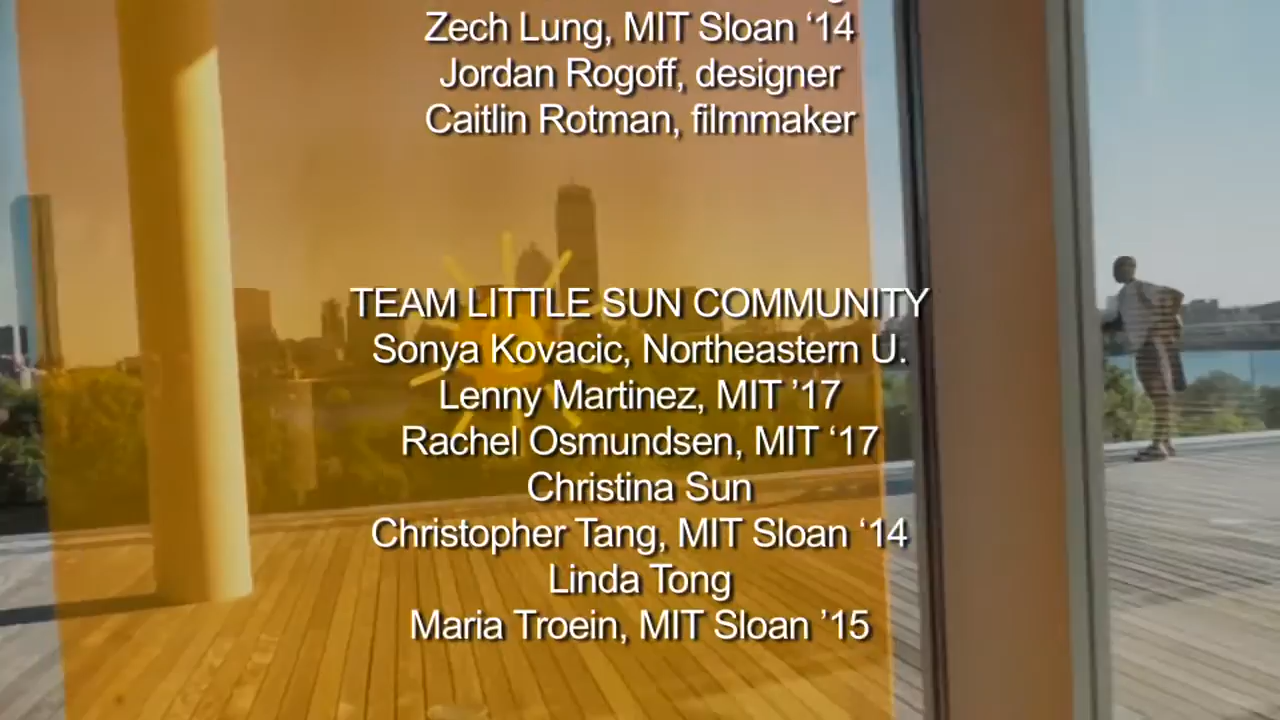 Zech Lung, MIT Sloan ‘14
Jordan Rogoff, designer
Caitlin Rotman, filmmaker
TEAM LITTLE SUN COMMUNITY
Sonya Kovacic, Northeastern U.
Lenny Martinez, MIT ’17
Rachel Osmundsen, MIT ‘17
Christina Sun
Christopher Tang, MIT Sloan ‘14
Linda Tong
Maria Troein, MIT Sloan ’15